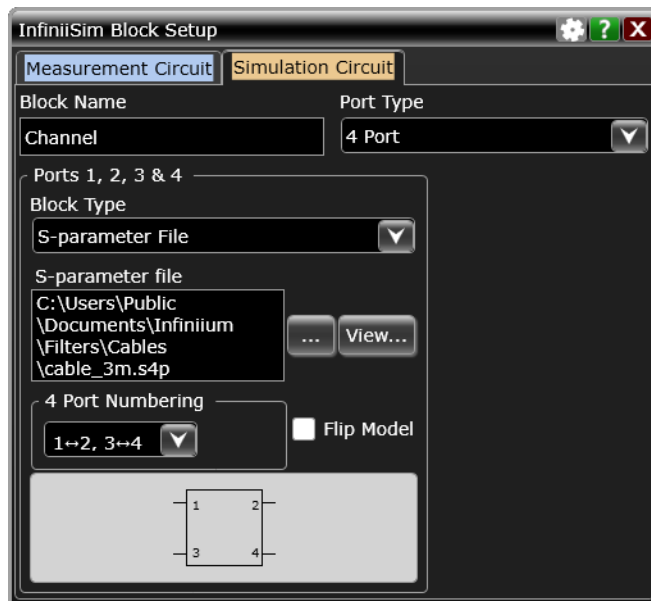 InfiniiSim Block Setup
?
X
Measurement Circuit
Simulation Circuit
Block Name
Port Type
Channel
4 Port
Ports 1, 2, 3 & 4
Block Type
S-parameter File
S-parameter file
C:\Users\Public
\Documents\Infiniium
\Filters\Cables
\cable_3m.s4p
...
View...
4 Port Numbering
1↔2, 3↔4
Flip Model
1 2
3 4